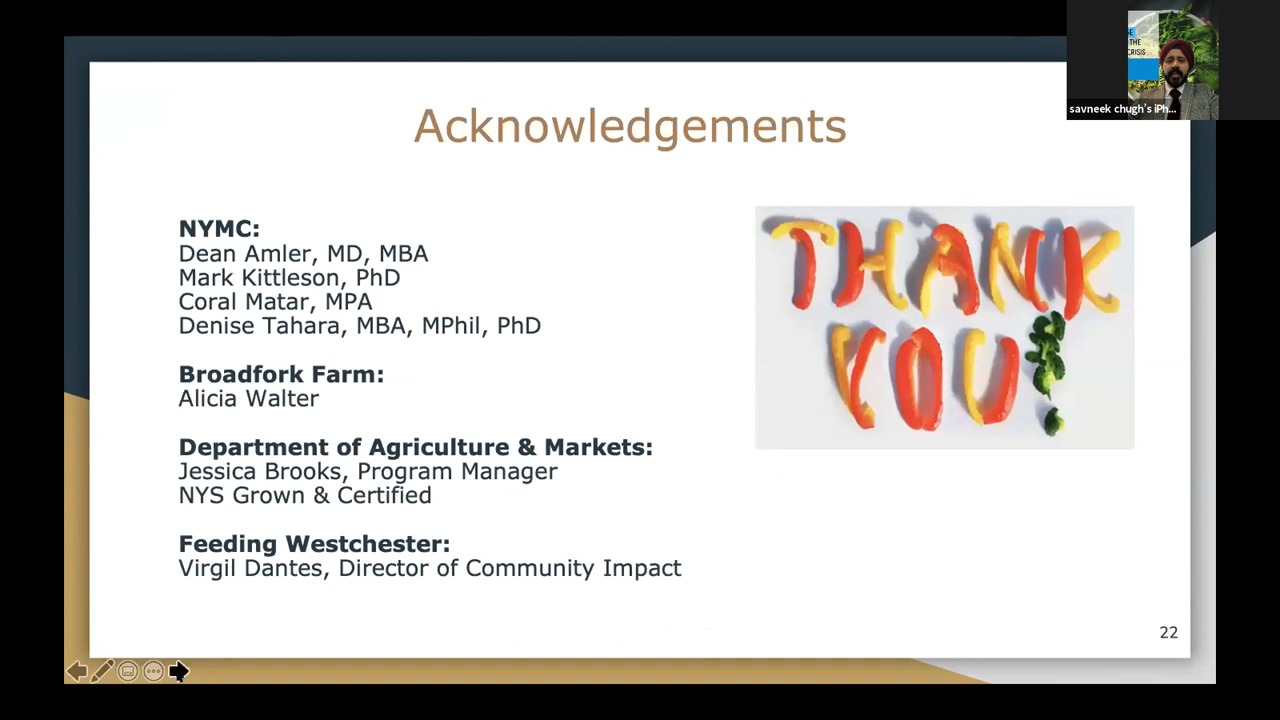 Acknowledgements
NYMC:
Dean Amler, MD, MBA
Mark Kittleson, PhD
Coral Matar, MPA
Denise Tahara, MBA, MPhil, PhD
Broadfork Farm:
Alicia Walter
Department of Agriculture & Markets:
Jessica Brooks, Program Manager
NYS Grown & Certified
Feeding Westchester:
Virgil Dantes, Director of Community Impact
THANK
YOU!
22
THE
CRISIS
savneek chugh's iPh...